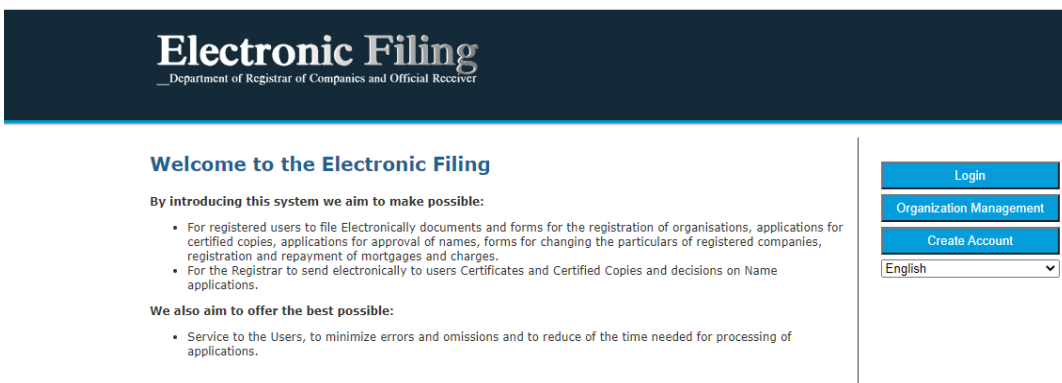 Electronic Filing
__Department of Registrar of Companies and Official Receiver
Welcome to the Electronic Filing
By introducing this system we aim to make possible:
• For registered users to file Electronically documents and forms for the registration of organisations, applications for
certified copies, applications for approval of names, forms for changing the particulars of registered companies,
registration and repayment of mortgages and charges.
• For the Registrar to send electronically to users Certificates and Certified Copies and decisions on Name
applications.
We also aim to offer the best possible:
• Service to the Users, to minimize errors and omissions and to reduce of the time needed for processing of
applications.
Login
Organization Management
Create Account
English